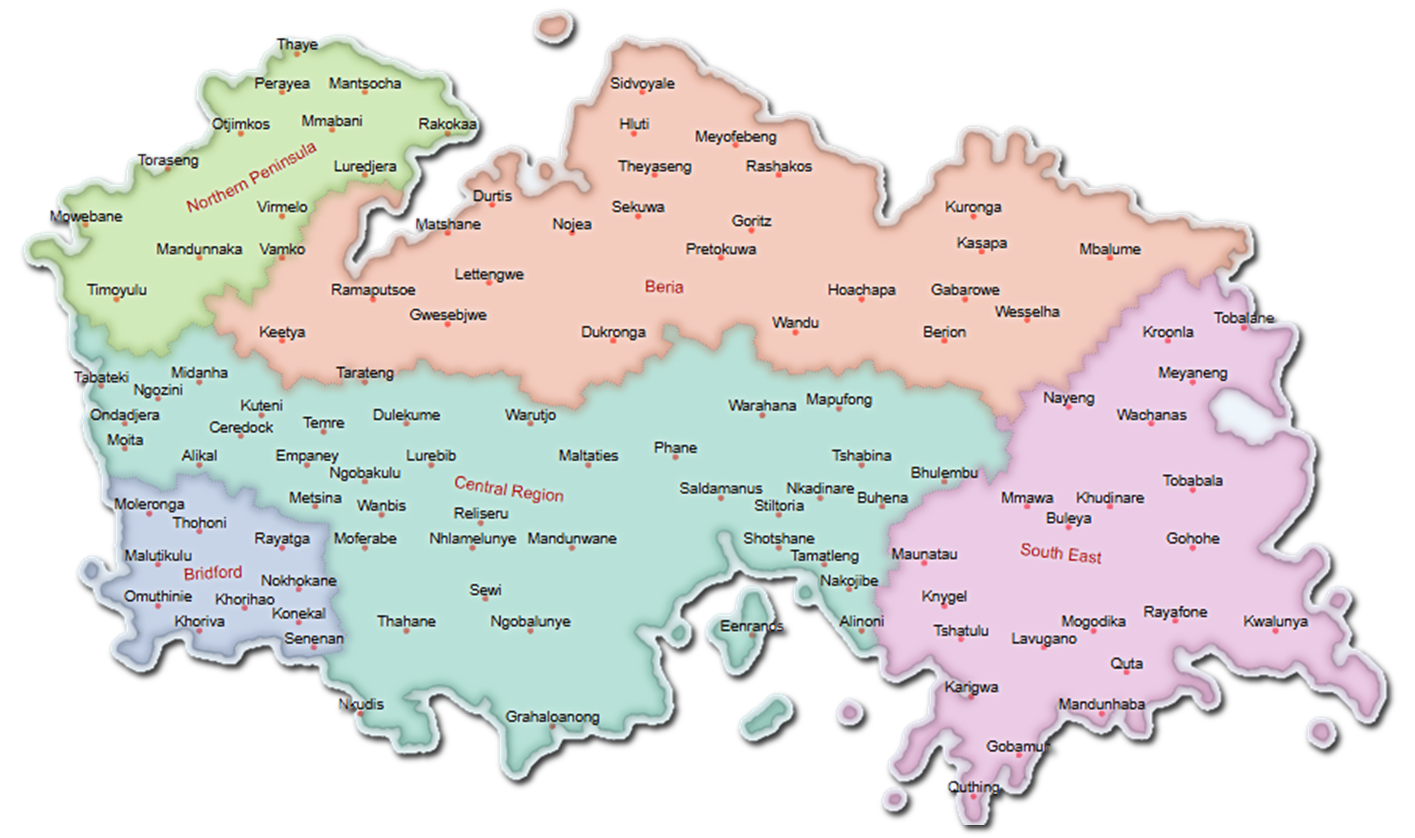 Thaye
Perayea
Mantsocha
Otjimkos
Mmabani
Rakokaa
Toraseng
Northern Peninsula
Luredjera
Virmelo
Mowebane
Mandunnaka
Vamko
Timoyulu
Sidvoyale
Hluti
Meyofebeng
Theyaseng
Rashakos
Durtis
Sekuwa
Matshane
Nojea
Goritz
Kuronga
Pretokuwa
Kasapa
Mbalume
Lettengwe
Ramaputsoe
Beria
Hoachapa
Gabarowe
Gwesebjwe
Wesselha
Keetya
Dukronga
Wandu
Berion
Tarateng
Tabateki
Midanha
Ngozini
Ondadjera
Kuteni
Ceredock
Temre
Dulekume
Warutjo
Warahana
Mapufong
Moita
Alikal
Empaney
Lurebib
Maltaties
Phane
Tshabina
Ngobakulu
Bhulembu
Central Region
Metsina
Wanbis
Saldamanus
Nkadinare
Buhena
Stiltoria
Reliseru
Moferabe
Nhlamelunye
Mandunwane
Shotshane
Tamatleng
Nakojibe
Sewi
Thahane
Ngobalunye
Eenrands
Alinoni
Nkudis
Grahaloanong
Moleronga
Thohoni
Rayatga
Malutikulu
Bridford
Nokhokane
Omuthinie
Khorihao
Khoriva
Konekal
Senenan
Tobalane
Kroonla
Meyaneng
Nayeng
Wachanas
Tobabala
Mmawa
Khudinare
Buleya
Gohohe
Maunatau
South East
Knygel
Tshatulu
Mogodika
Rayafone
Kwalunya
Lavugano
Quta
Karigwa
Mandunhaba
Gobamur
Quthing